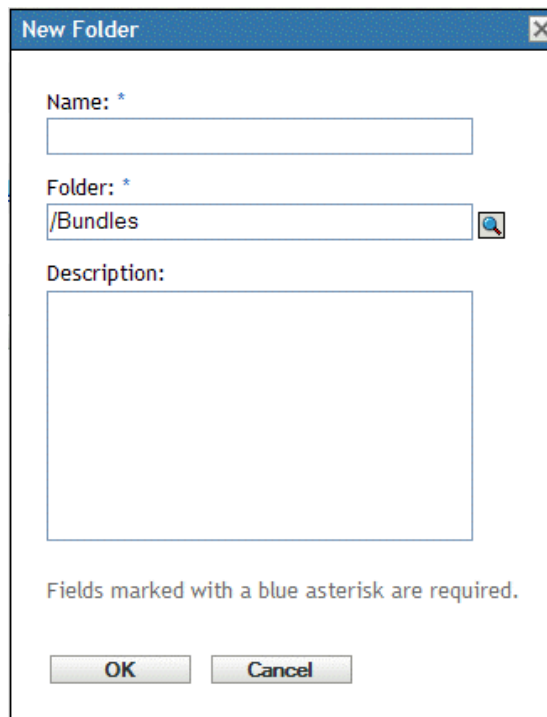 New Folder
Name: *
Folder: *
/Bundles
Description:
Fields marked with a blue asterisk are required.
OK Cancel